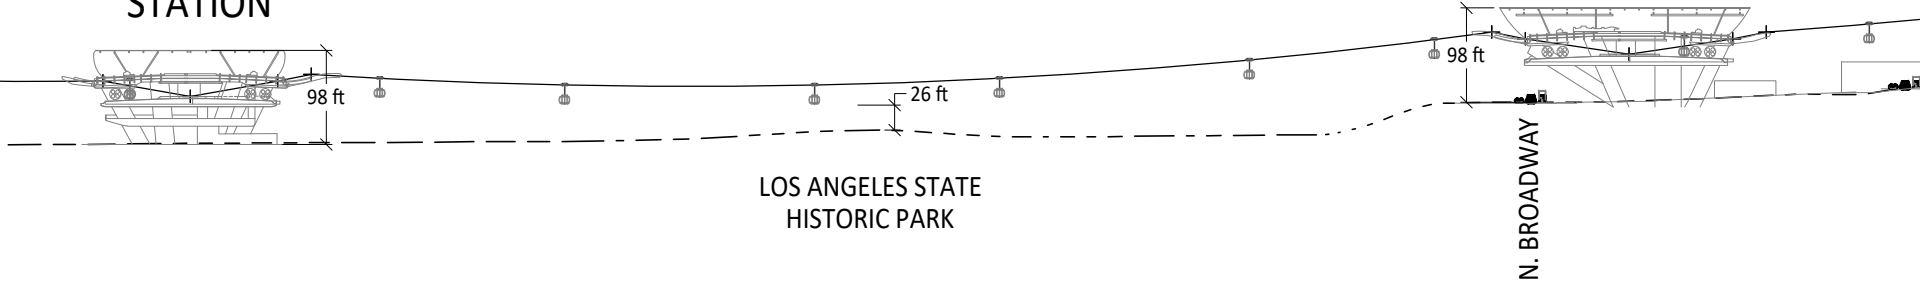 STATION
98 ft
26 ft
98 ft
LOS ANGELES STATE
HISTORIC PARK
N. BROADWAY